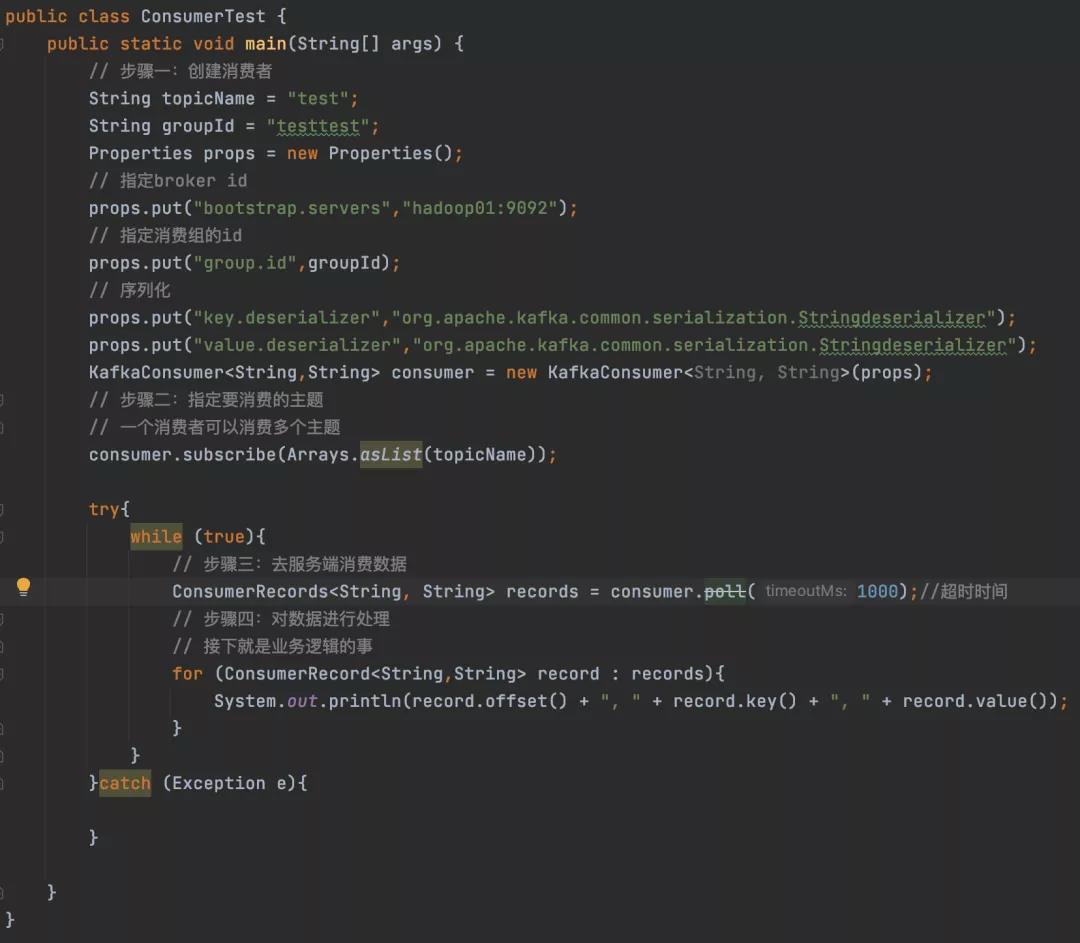 public class ConsumerTest {
public static void main(String[] args) {
// 步骤一：创建消费者
String topicName = "test";
String groupId = "testtest";
Properties props = new Properties();
// 指定broker id
props.put("bootstrap.servers","hadoop01:9092");
// 指定消费组的id
props.put("group.id",groupId);
// 序列化
props.put("key.deserializer","org.apache.kafka.common.serialization.Stringdeserializer");
props.put("value.deserializer","org.apache.kafka.common.serialization.Stringdeserializer");
KafkaConsumer<String,String> consumer = new KafkaConsumer<String, String>(props);
// 步骤二：指定要消费的主题
// 一个消费者可以消费多个主题
consumer.subscribe(Arrays.asList(topicName));
try{
while (true){
// 步骤三：去服务端消费数据
ConsumerRecords<String, String> records = consumer.poll( timeoutMs: 1000);//超时时间
// 步骤四：对数据进行处理
// 接下就是业务逻辑的事
for (ConsumerRecord<String,String> record : records){
System.out.println(record.offset() + ", " + record.key() + ", " + record.value());
}
}
}catch (Exception e){
}
}
}